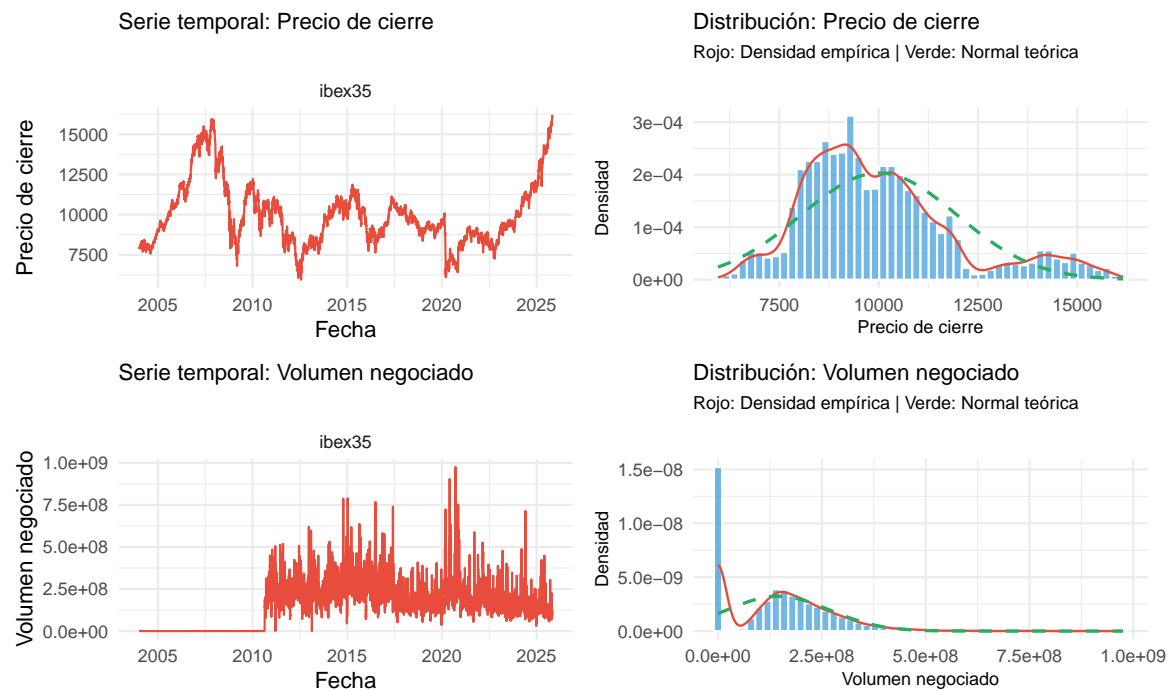 Serie temporal: Precio de cierre
ibex35
Precio de cierre
15000
12500
10000
7500
2005
2010
2015
2020
2025
Fecha
Distribución: Precio de cierre
Rojo: Densidad empírica | Verde: Normal teórica
Densidad
3e−04
2e−04
1e−04
0e+00
7500
10000
12500
15000
Precio de cierre
Serie temporal: Volumen negociado
ibex35
Volumen negociado
1.0e+09
7.5e+08
5.0e+08
2.5e+08
0.0e+00
2005
2010
2015
2020
2025
Fecha
Distribución: Volumen negociado
Rojo: Densidad empírica | Verde: Normal teórica
Densidad
1.5e−08
1.0e−08
5.0e−09
0.0e+00
0.0e+00
2.5e+08
5.0e+08
7.5e+08
1.0e+09
Volumen negociado